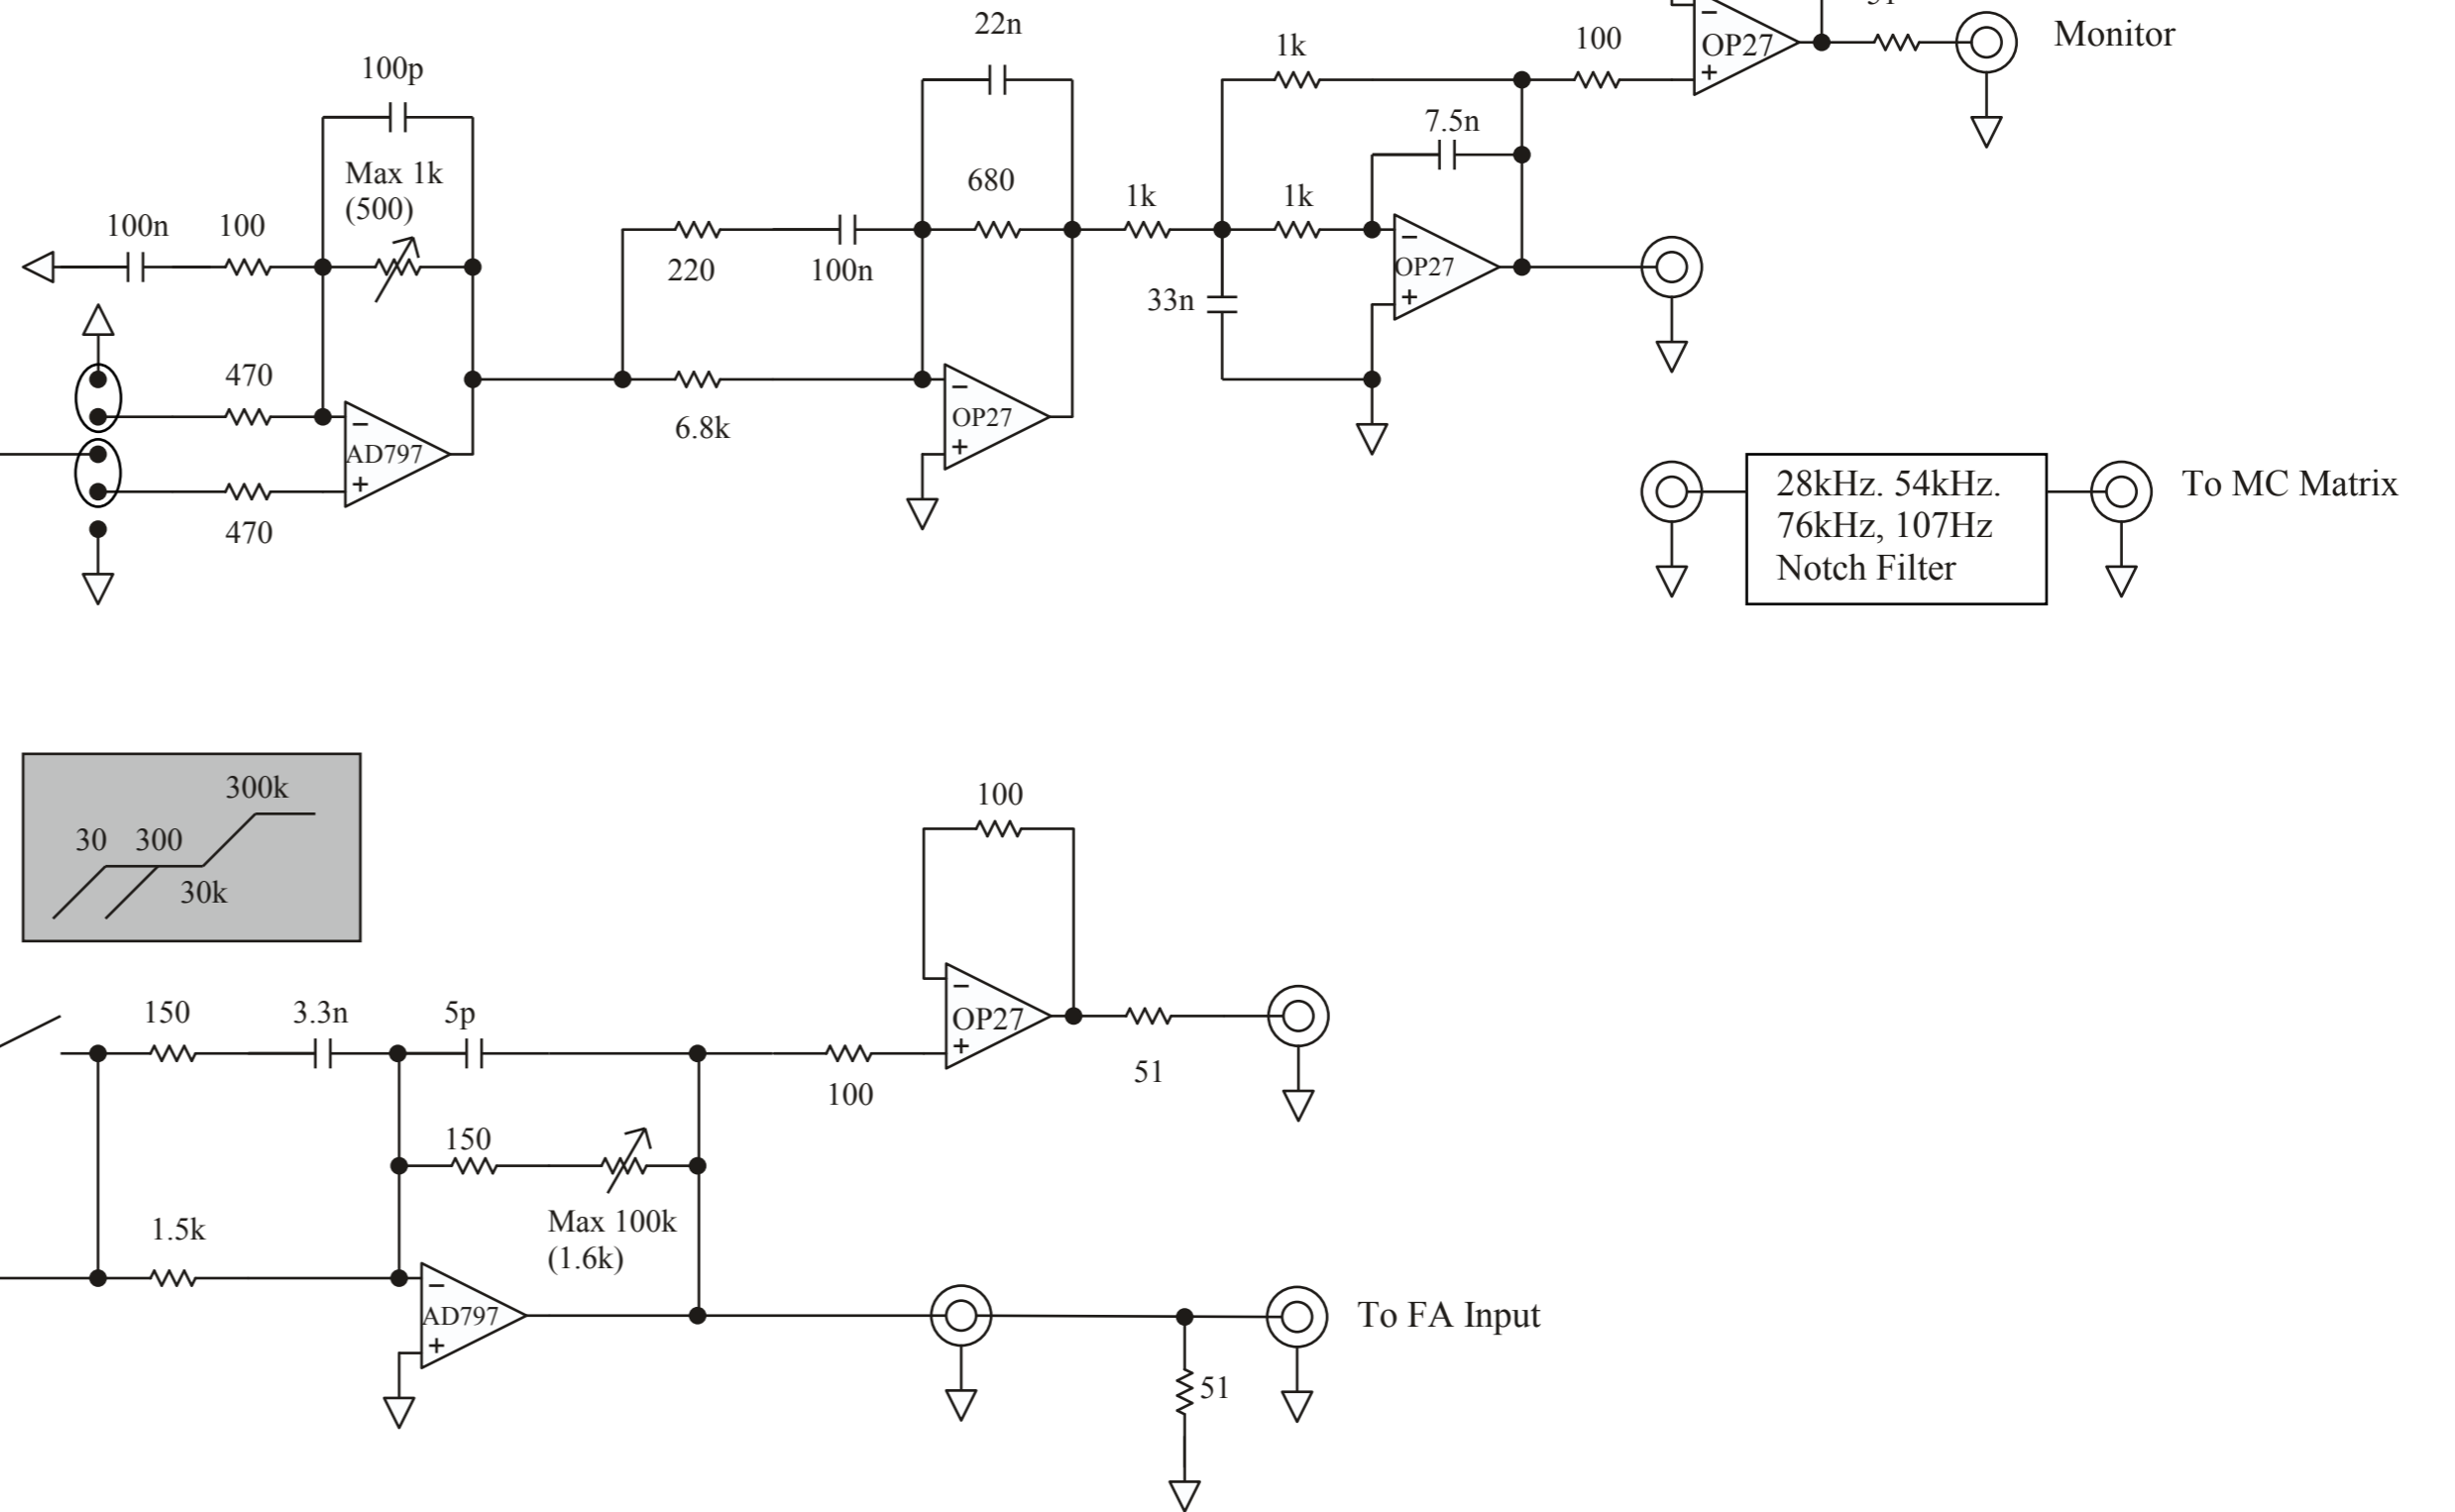 22n
Monitor
1k
100
OP27
−
+
100p
7.5n
Max 1k
(500)
680
1k
1k
100n
100
220
100n
33n
−
OP27
+
470
6.8k
−
OP27
+
−
AD797
+
470
28kHz. 54kHz.
76kHz, 107Hz
Notch Filter
To MC Matrix
300k
30
300
30k
100
150
3.3n
5p
−
OP27
+
100
51
150
Max 100k
(1.6k)
1.5k
−
AD797
+
To FA Input
51